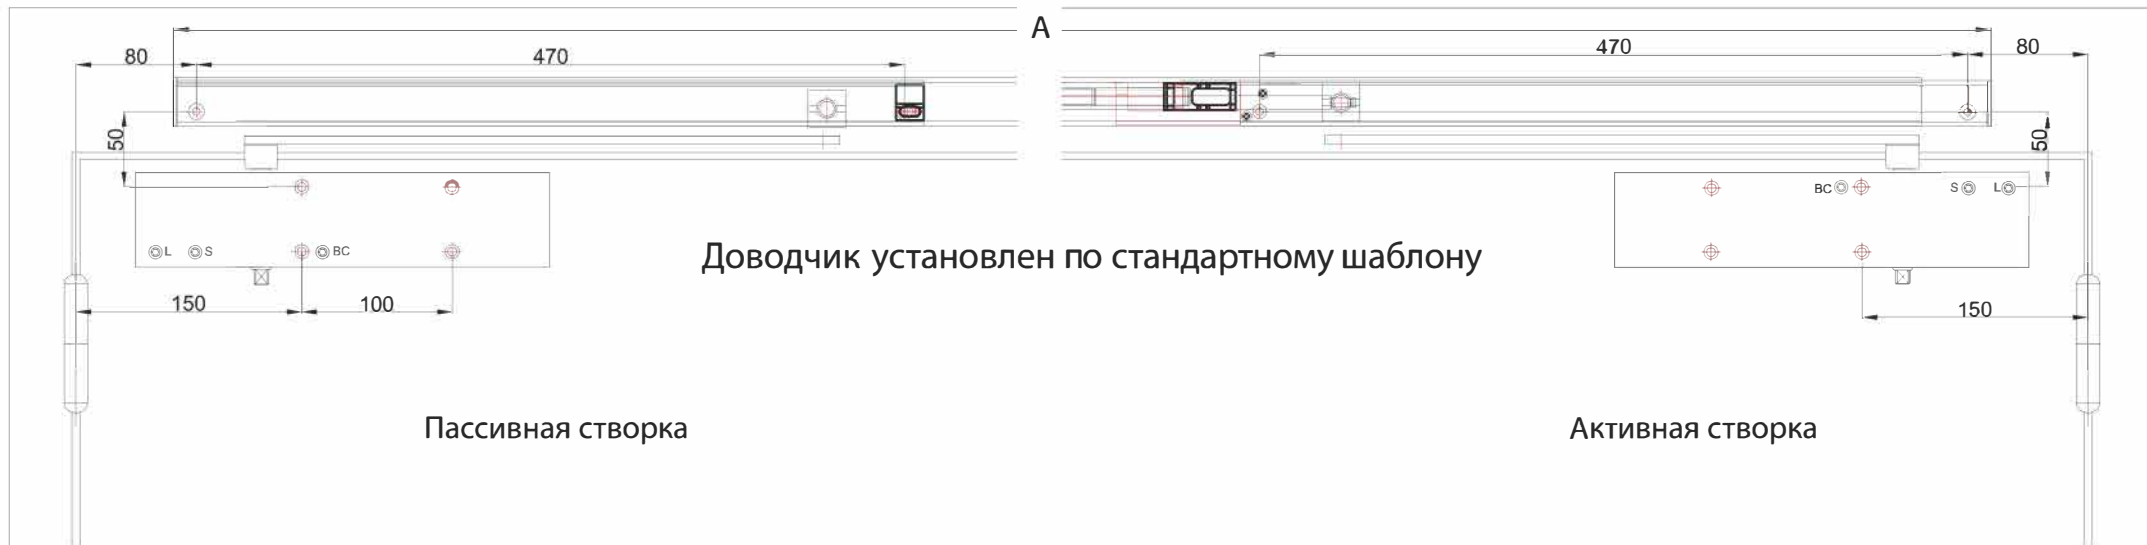 A
80 470 470 80
50 50
BC S L
L S BC
Доводчик установлен по стандартному шаблону
150 100 150
Пассивная створка Активная створка